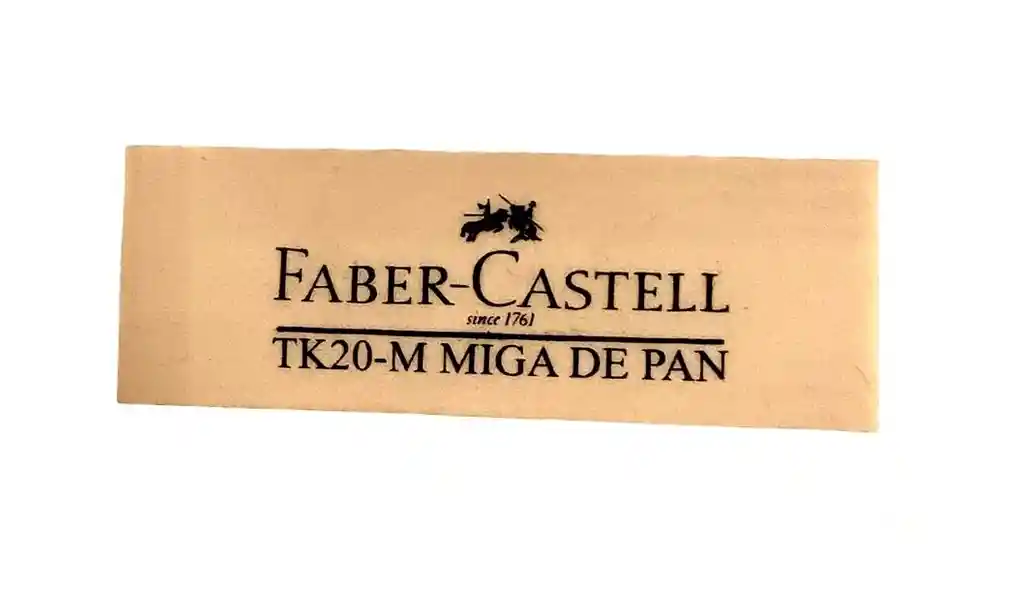 FABER-CASTELL
since 1761
TK20-M MIGA DE PAN